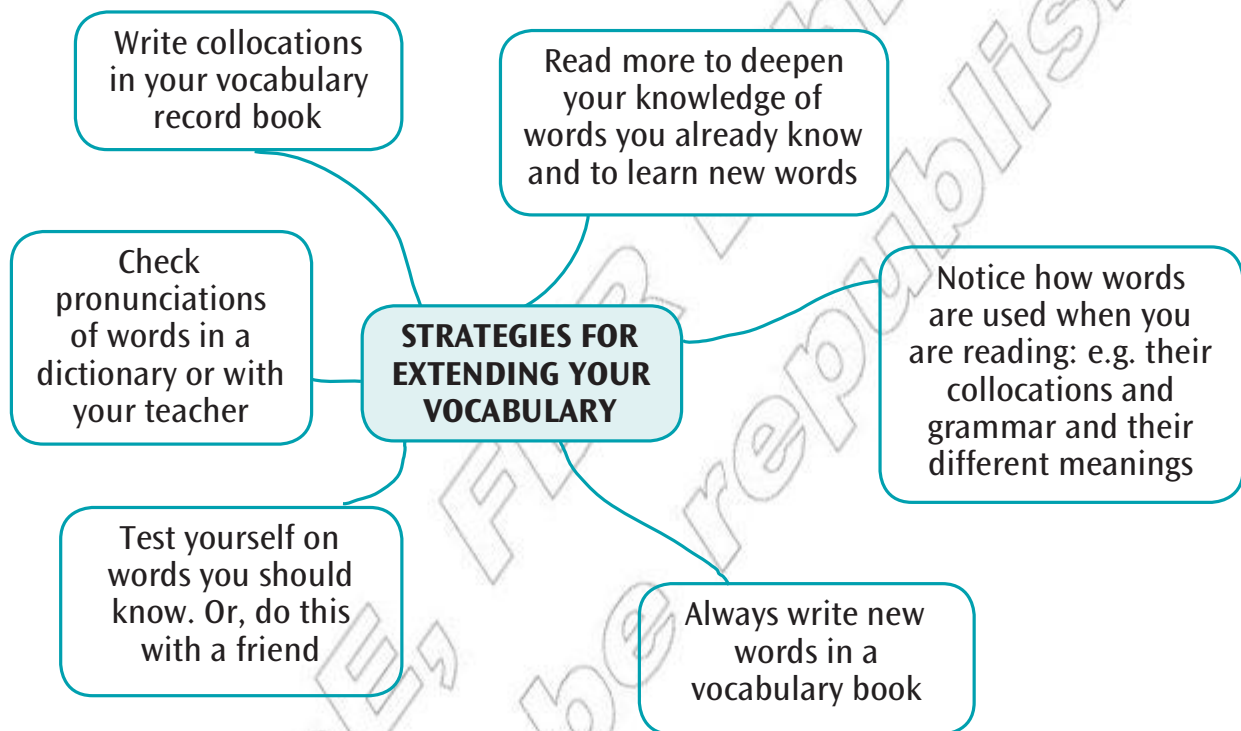 Write collocations
in your vocabulary
record book
Read more to deepen
your knowledge of
words you already know
and to learn new words
Check
pronunciations
of words in a
dictionary or with
your teacher
STRATEGIES FOR
EXTENDING YOUR
VOCABULARY
Notice how words
are used when you
are reading: e.g. their
collocations and
grammar and their
different meanings
Test yourself on
words you should
know. Or, do this
with a friend
Always write new
words in a
vocabulary book
be republis